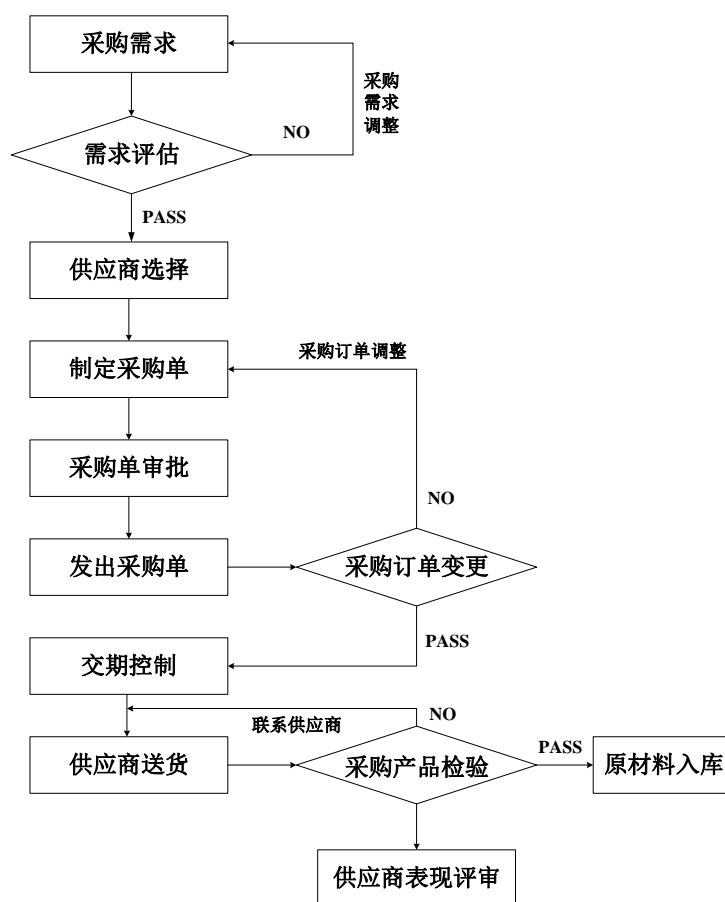 采购需求
采购
需求
调整
需求评估
NO
PASS
供应商选择
采购订单调整
制定采购单
采购单审批
NO
发出采购单
采购订单变更
PASS
交期控制
联系供应商
NO
供应商送货
采购产品检验
PASS
原材料入库
供应商表现评审